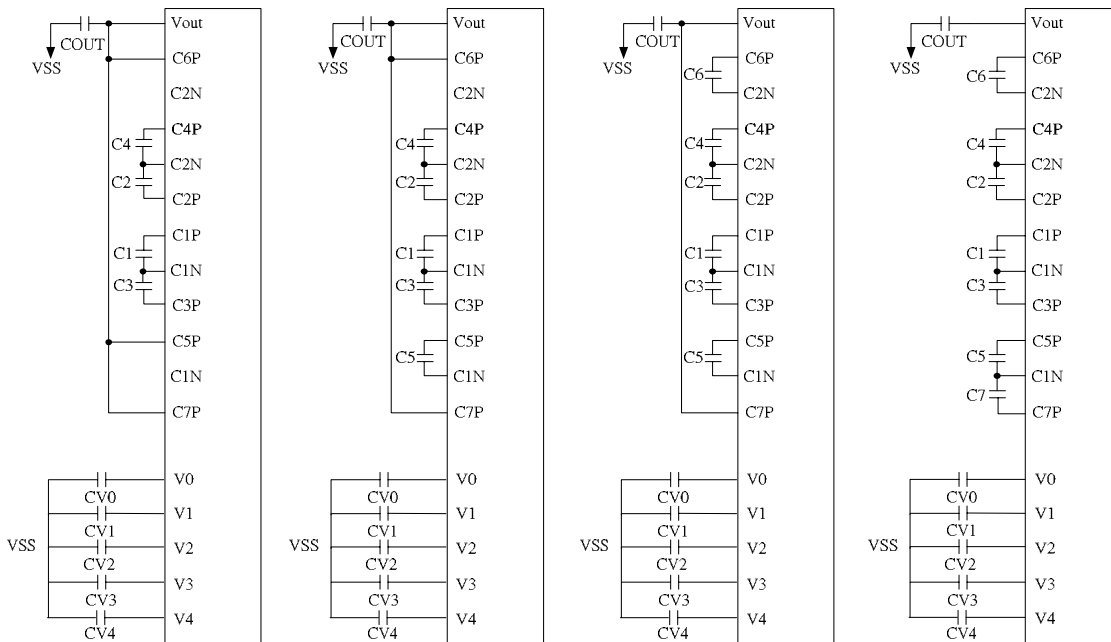 COUT
VSS
Vout
C6P
C2N
C4P
C4
C2N
C2
C2P
C1P
C1
C1N
C3
C3P
C5P
C1N
C7P
V0
CV0
V1
CV1
VSS
V2
CV2
V3
CV3
V4
CV4
COUT
VSS
Vout
C6P
C2N
C4P
C4
C2N
C2
C2P
C1P
C1
C1N
C3
C3P
C5P
C5
C1N
C7P
V0
CV0
V1
CV1
VSS
V2
CV2
V3
CV3
V4
CV4
COUT
VSS
Vout
C6P
C6
C2N
C4P
C4
C2N
C2
C2P
C1P
C1
C1N
C3
C3P
C5P
C5
C1N
C7P
V0
CV0
V1
CV1
VSS
V2
CV2
V3
CV3
V4
CV4
COUT
VSS
Vout
C6P
C6
C2N
C4P
C4
C2N
C2
C2P
C1P
C1
C1N
C3
C3P
C5P
C5
C1N
C7
C7P
V0
CV0
V1
CV1
VSS
V2
CV2
V3
CV3
V4
CV4